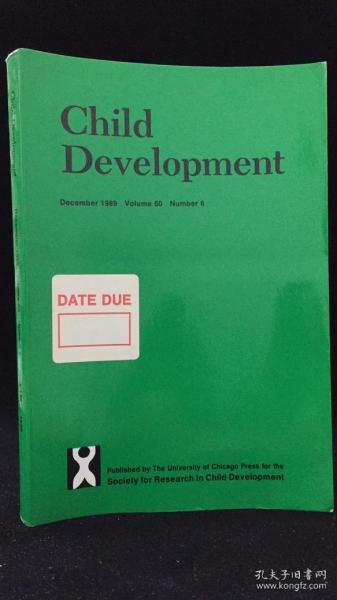 Child
Development
December 1989 Volume 60 Number 6
DATE DUE
Published by The University of Chicago Press for the
Society for Research in Child Development
孔夫子旧书网
www.kongfz.com